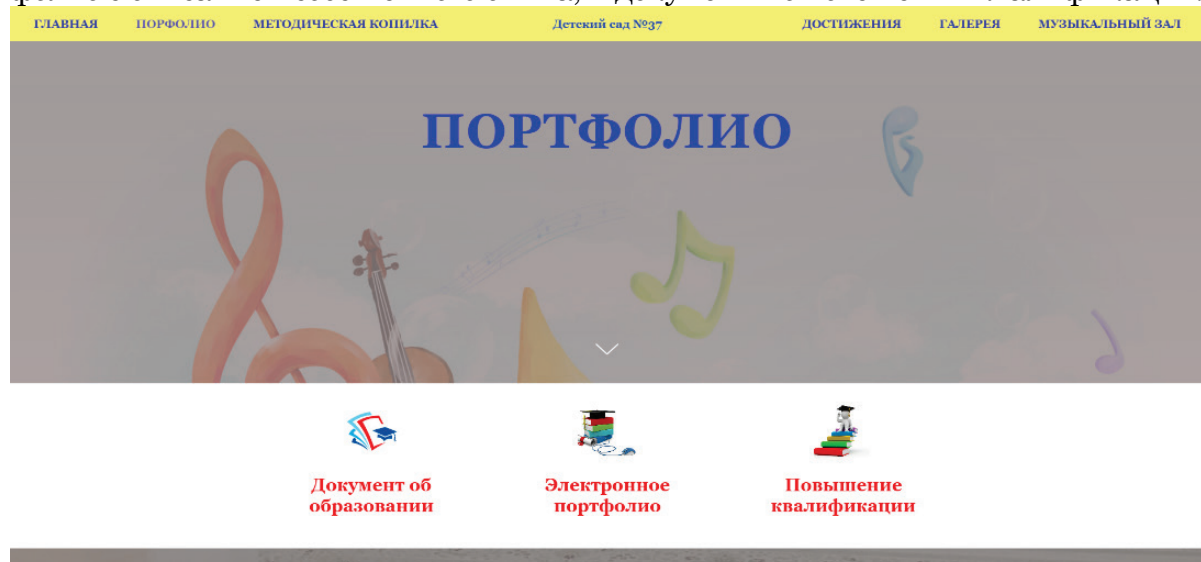 ГЛАВНАЯ ПОРФОЛИО МЕТОДИЧЕСКАЯ КОПИЛКА Детский сад №37 ДОСТИЖЕНИЯ ГАЛЕРЕЯ МУЗЫКАЛЬНЫЙ ЗАЛ
ПОРТФОЛИО
Документ об Электронное Повышение
образовании портфолио квалификации